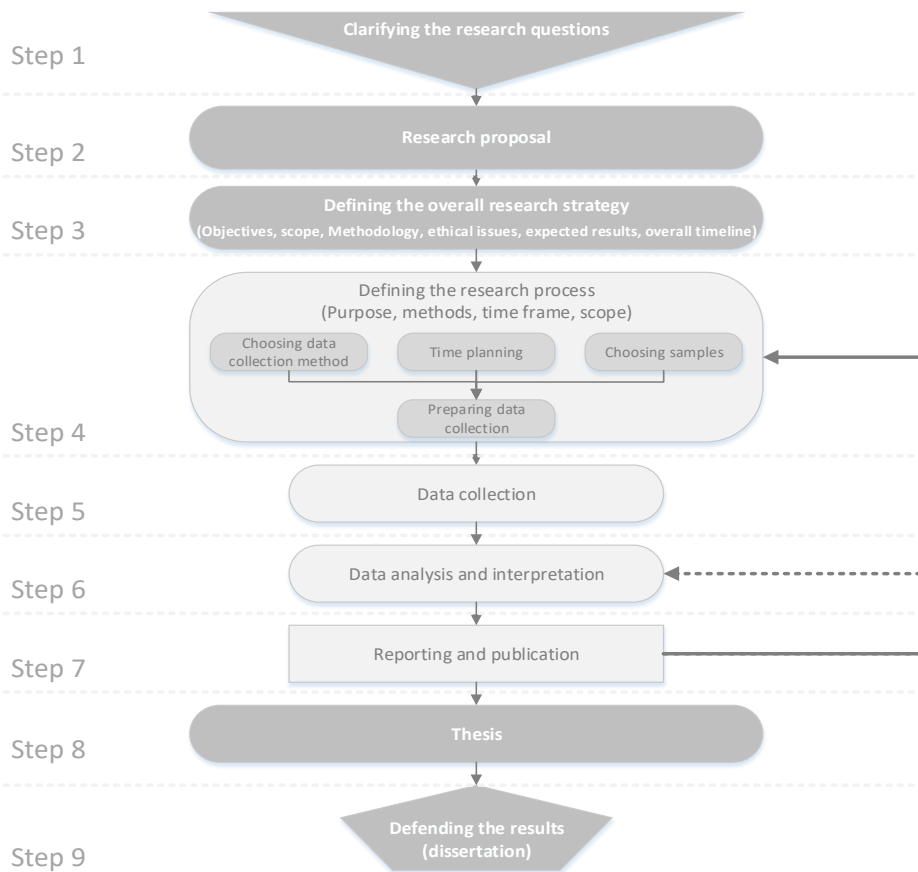 Step 1
Clarifying the research questions
Step 2
Research proposal
Step 3
Defining the overall research strategy
(Objectives, scope, Methodology, ethical issues, expected results, overall timeline)
Step 4
Defining the research process
(Purpose, methods, time frame, scope)
Choosing data
collection method
Time planning
Choosing samples
Preparing data
collection
Step 5
Data collection
Step 6
Data analysis and interpretation
Step 7
Reporting and publication
Step 8
Thesis
Step 9
Defending the results
(dissertation)